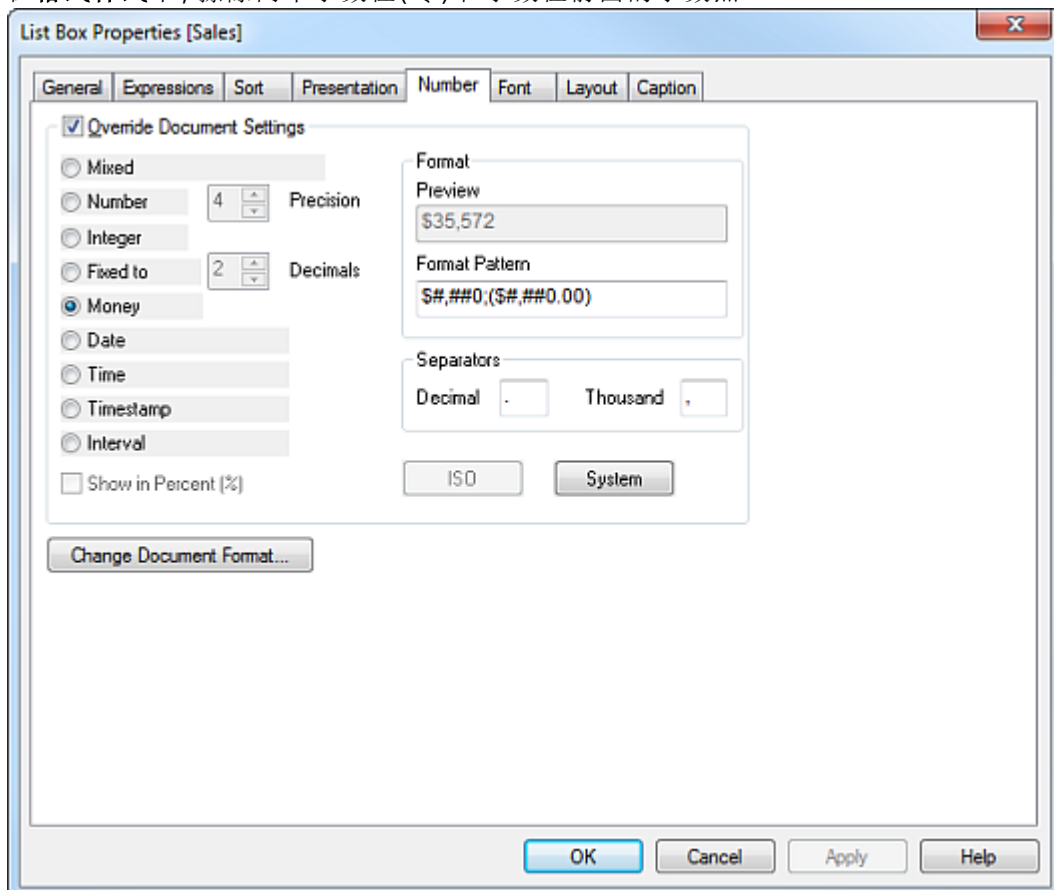 List Box Properties [Sales]
General Expressions Sort Presentation Number Font Layout Caption
Override Document Settings
Mixed
Number 4 Precision
Integer
Fixed to 2 Decimals
Money
Date
Time
Timestamp
Interval
Show in Percent (%)
Format
Preview
$35,572
Format Pattern
$#,##0;($#,##0.00)
Separators
Decimal . Thousand ,
ISO System
Change Document Format...
OK Cancel Apply Help